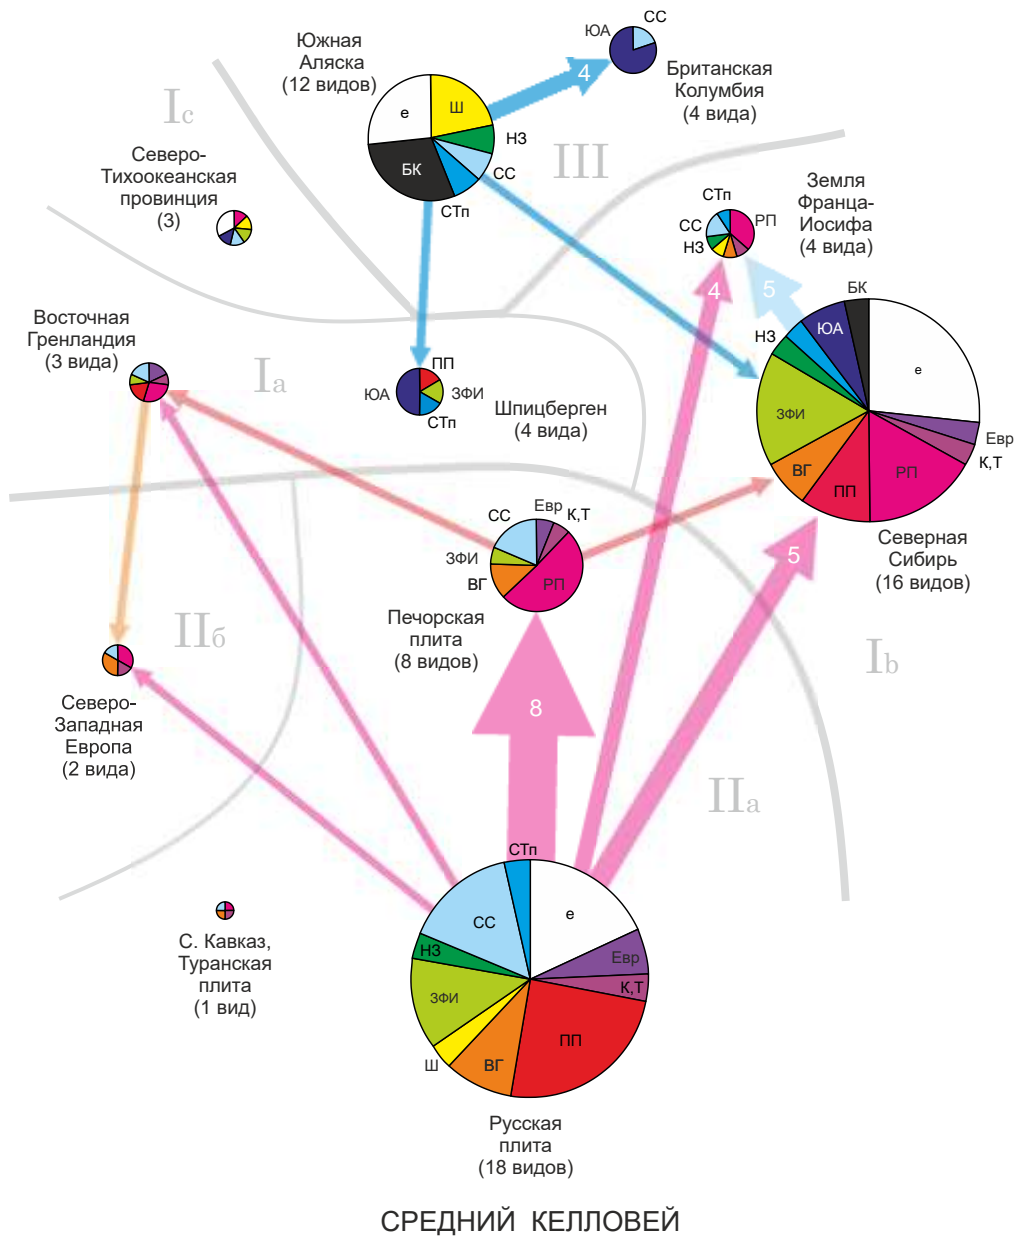 Южная
Аляска
(12 видов)
е
Ш
НЗ
СС
СТп
БК
4
ЮА
СС
Британская
Колумбия
(4 вида)
Iс
III
Северо-
Тихоокеанская
провинция
(3)
СТп
СС
НЗ
РП
Земля
Франца-
Иосифа
(4 вида)
4
5
Восточная
Гренландия
(3 вида)
Iа
ПП
ЮА
ЗФИ
СТп
Шпицберген
(4 вида)
БК
ЮА
НЗ
е
ЗФИ
Евр
К,Т
ВГ
ПП
РП
Северная
Сибирь
(16 видов)
5
СС
Евр
К,Т
ЗФИ
ВГ
РП
Печорская
плита
(8 видов)
8
IIб
Ib
IIа
Северо-
Западная
Европа
(2 вида)
С. Кавказ,
Туранская
плита
(1 вид)
СТп
е
СС
НЗ
Евр
К,Т
ЗФИ
ПП
Ш
ВГ
Русская
плита
(18 видов)
СРЕДНИЙ КЕЛЛОВЕЙ